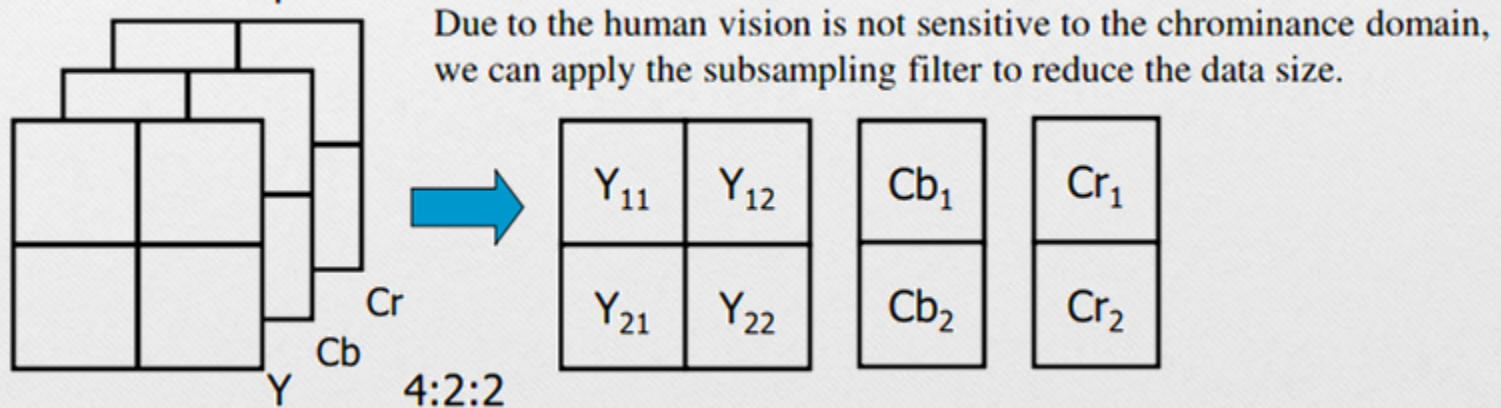 Due to the human vision is not sensitive to the chrominance domain,
we can apply the subsampling filter to reduce the data size.
Y₁₁ Y₁₂ Cb₁ Cr₁
Y₂₁ Y₂₂ Cb₂ Cr₂
Cr
Cb
Y 4:2:2